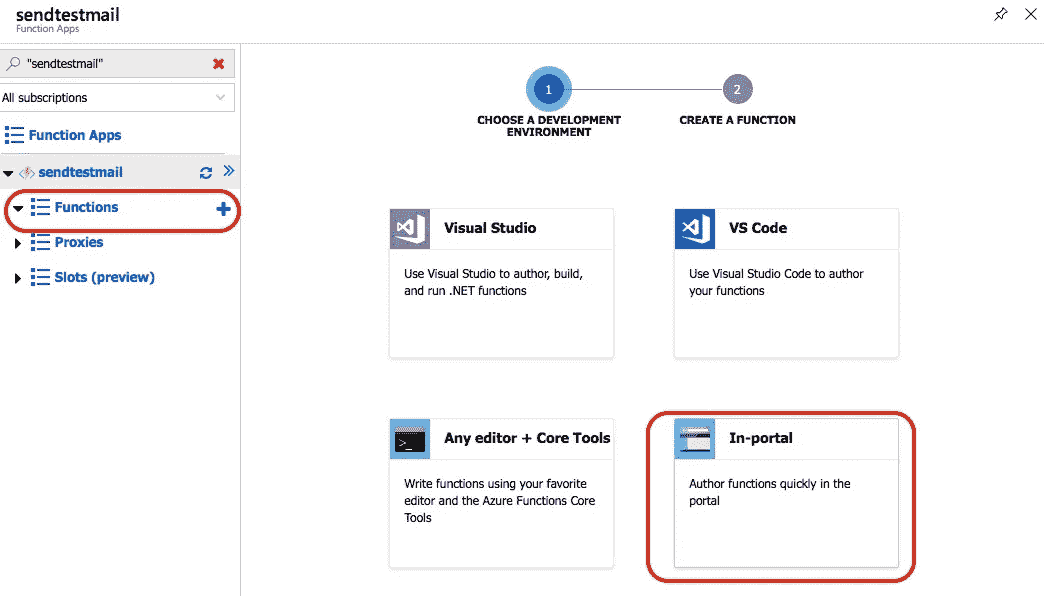 sendtestmail
Function Apps
"sendtestmail"
All subscriptions
Function Apps
sendtestmail
Functions
Proxies
Slots (preview)
1
2
CHOOSE A DEVELOPMENT
ENVIRONMENT
CREATE A FUNCTION
Visual Studio
Use Visual Studio to author, build,
and run .NET functions
VS Code
Use Visual Studio Code to author
your functions
Any editor + Core Tools
Write functions using your favorite
editor and the Azure Functions Core
Tools
In-portal
Author functions quickly in the
portal